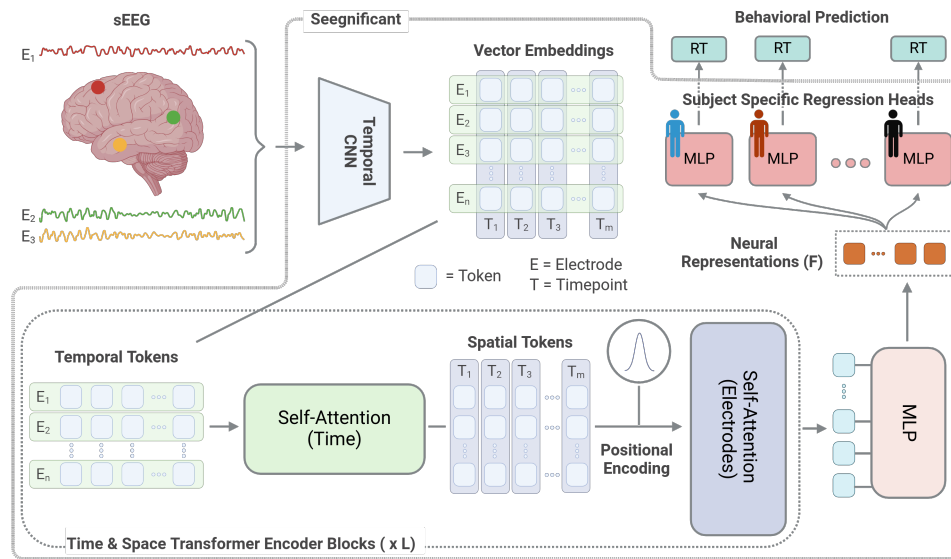 sEEG
Seegnificant
Behavioral Prediction
E1
RT
RT
RT
Vector Embeddings
Subject Specific Regression Heads
E1
E2
E3
En
Temporal
CNN
MLP
MLP
MLP
E2
E3
T1
T2
T3
Tm
Neural
Representations (F)
= Token
E = Electrode
T = Timepoint
Temporal Tokens
Spatial Tokens
E1
E2
En
Self-Attention
(Time)
T1
T2
T3
Tm
Positional
Encoding
Self-Attention
(Electrodes)
MLP
Time & Space Transformer Encoder Blocks ( x L)